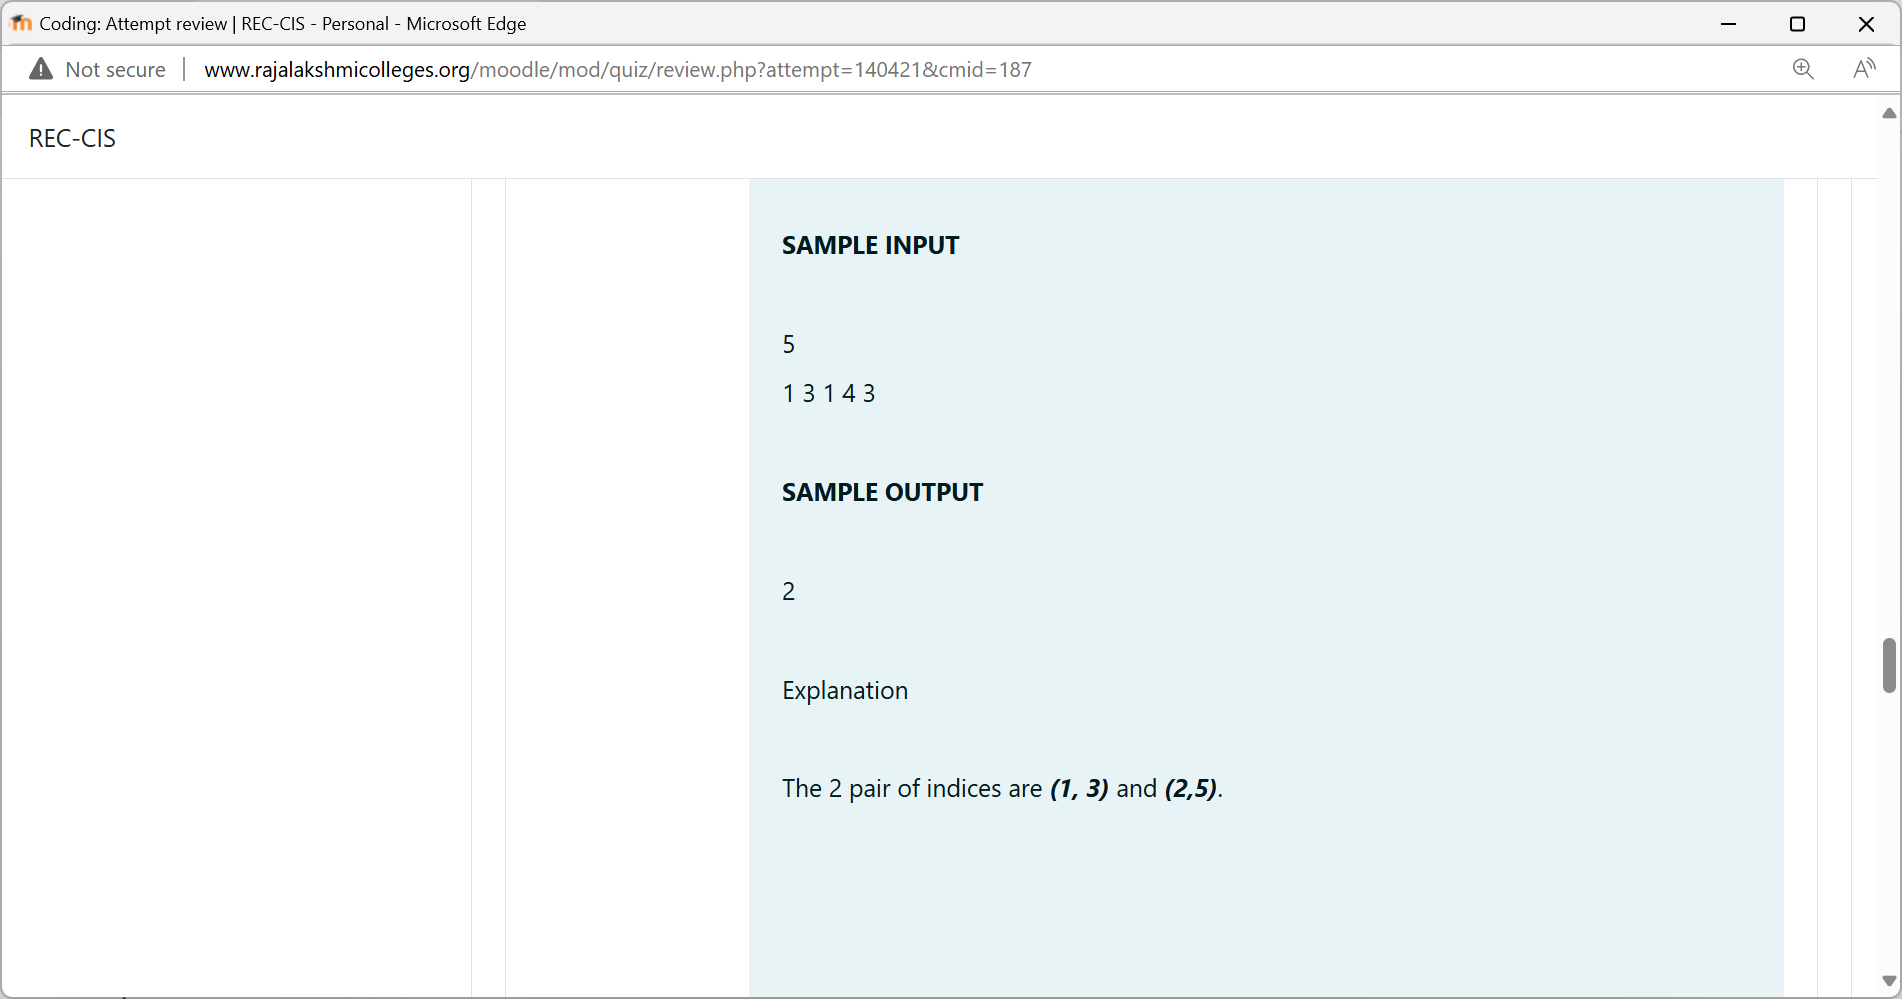 Coding: Attempt review | REC-CIS - Personal - Microsoft Edge
Not secure www.rajalakshmicolleges.org/moodle/mod/quiz/review.php?attempt=140421&cmid=187
REC-CIS
SAMPLE INPUT
5
1 3 1 4 3
SAMPLE OUTPUT
2
Explanation
The 2 pair of indices are (1, 3) and (2,5).